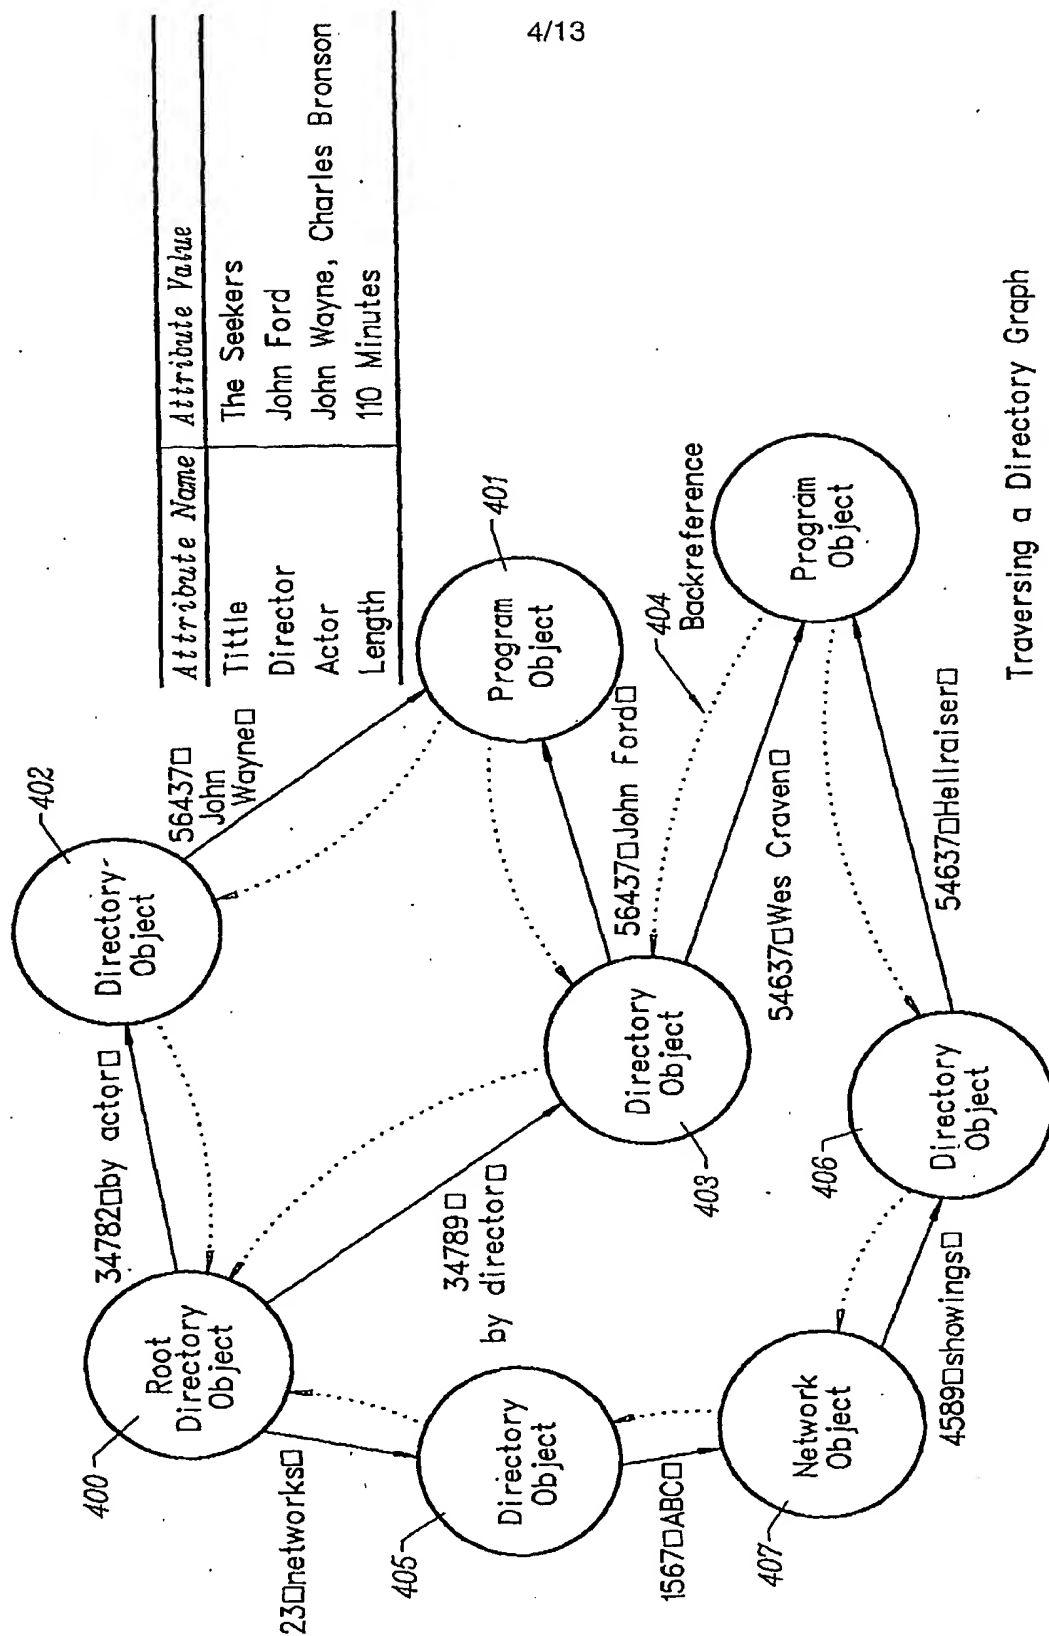 4/13
Attribute Name Attribute Value
Tittle The Seekers
Director John Ford
Actor John Wayne, Charles Bronson
Length 110 Minutes
400
Root
Directory
Object
34782□by actor□
402
Directory-
Object
56437□
John
Wayne□
401
Program
Object
34789□
by director□
403
Directory
Object
56437□John Ford□
404
Backreference
54637□Wes Craven□
Program
Object
23□networks□
405
Directory
Object
1567□ABC□
407
Network
Object
4589□showings□
406
Directory
Object
54637□Hellraiser□
Traversing a Directory Graph